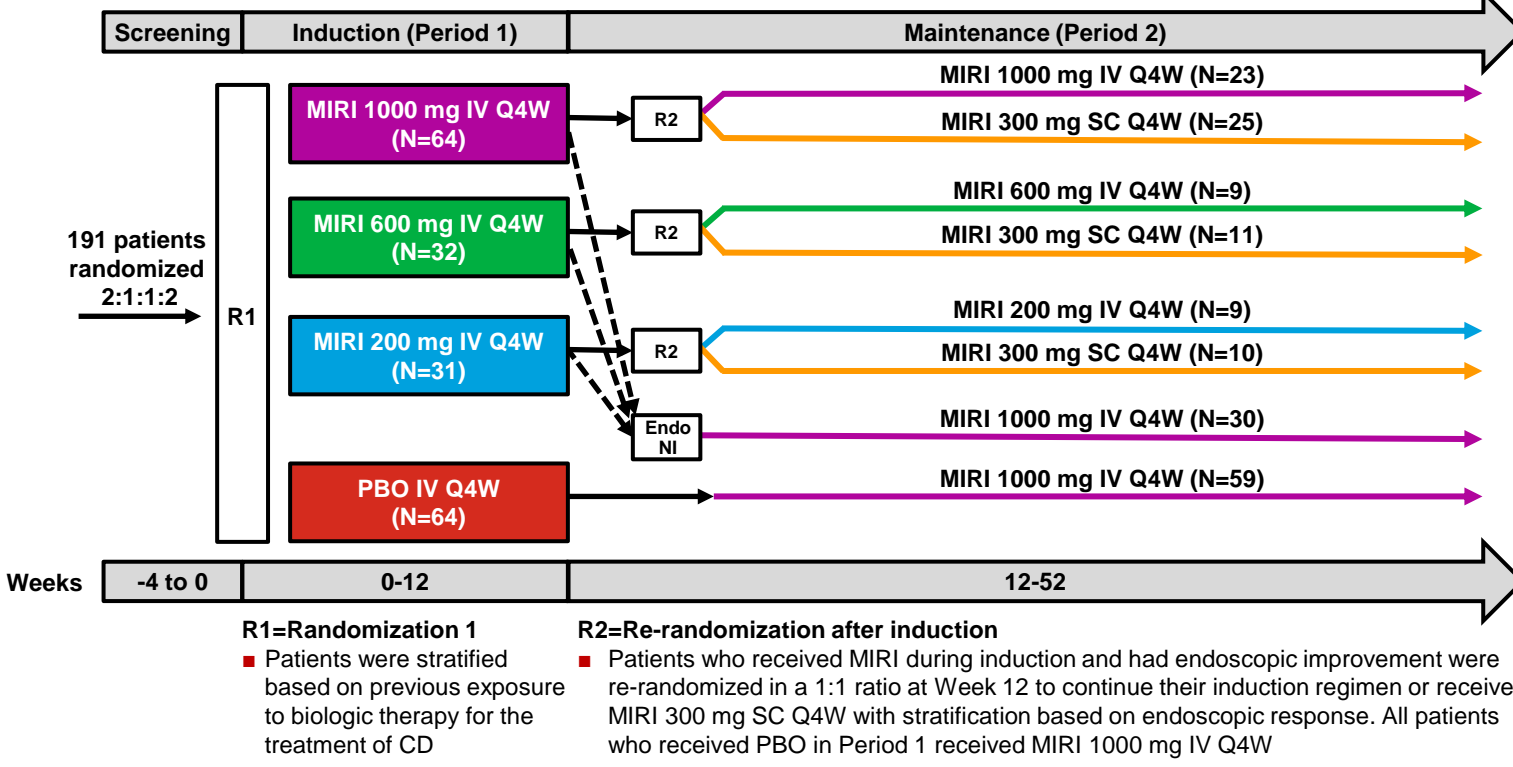 Screening
Induction (Period 1)
Maintenance (Period 2)
191 patients
randomized
2:1:1:2
R1
MIRI 1000 mg IV Q4W
(N=64)
R2
MIRI 1000 mg IV Q4W (N=23)
MIRI 300 mg SC Q4W (N=25)
MIRI 600 mg IV Q4W
(N=32)
R2
MIRI 600 mg IV Q4W (N=9)
MIRI 300 mg SC Q4W (N=11)
MIRI 200 mg IV Q4W
(N=31)
R2
MIRI 200 mg IV Q4W (N=9)
MIRI 300 mg SC Q4W (N=10)
Endo
NI
MIRI 1000 mg IV Q4W (N=30)
PBO IV Q4W
(N=64)
MIRI 1000 mg IV Q4W (N=59)
Weeks
-4 to 0
0-12
12-52
R1=Randomization 1
■ Patients were stratified
based on previous exposure
to biologic therapy for the
treatment of CD
R2=Re-randomization after induction
■ Patients who received MIRI during induction and had endoscopic improvement were
re-randomized in a 1:1 ratio at Week 12 to continue their induction regimen or receive
MIRI 300 mg SC Q4W with stratification based on endoscopic response. All patients
who received PBO in Period 1 received MIRI 1000 mg IV Q4W